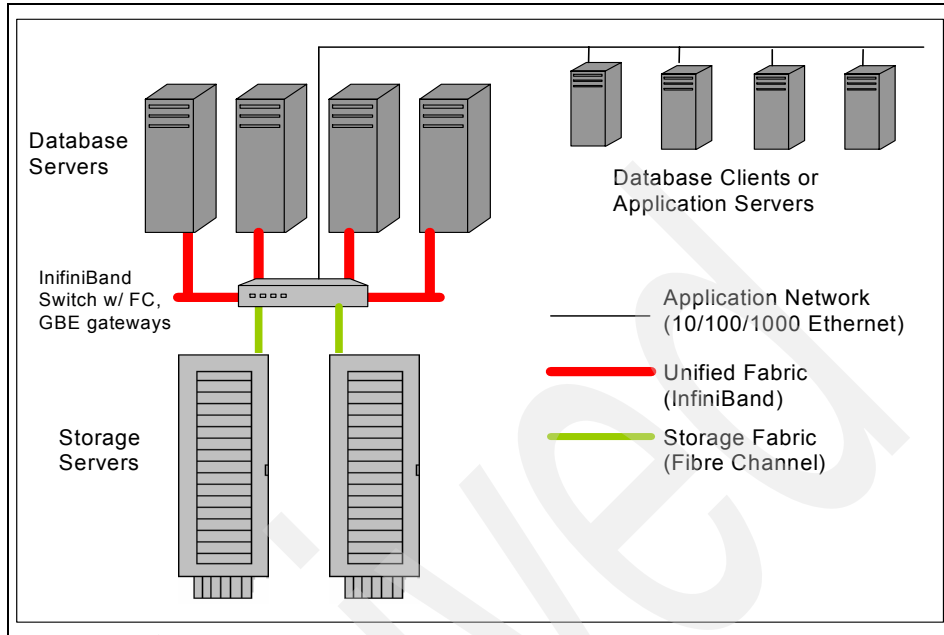 Database
Servers
Database Clients or
Application Servers
InifiniBand
Switch w/ FC,
GBE gateways
Application Network
(10/100/1000 Ethernet)
Unified Fabric
(InfiniBand)
Storage Fabric
(Fibre Channel)
Storage
Servers